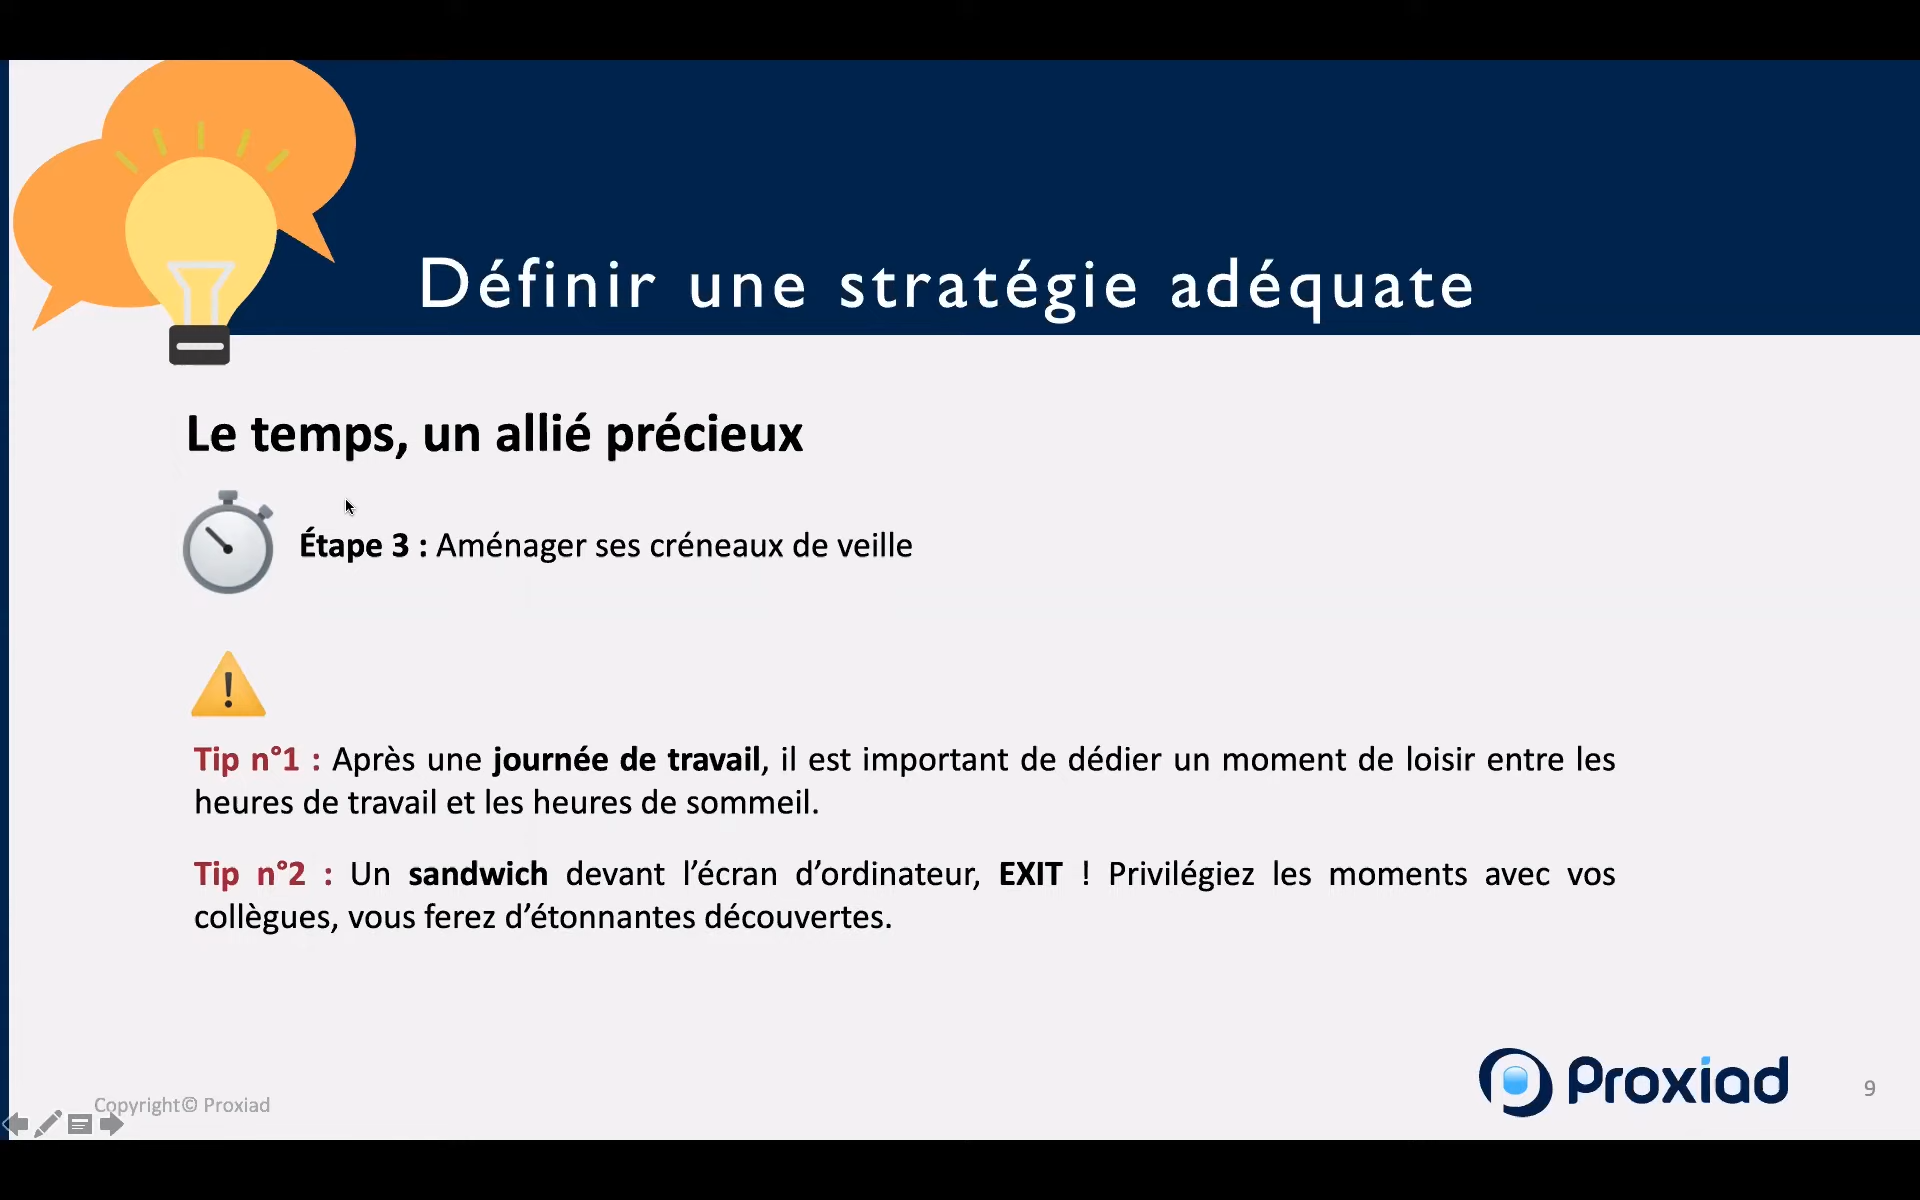 Définir une stratégie adéquate
Le temps, un allié précieux
Étape 3 : Aménager ses créneaux de veille
Tip n°1 : Après une journée de travail, il est important de dédier un moment de loisir entre les
heures de travail et les heures de sommeil.
Tip n°2 : Un sandwich devant l’écran d’ordinateur, EXIT ! Privilégiez les moments avec vos
collègues, vous ferez d’étonnantes découvertes.
Proxiad
9
Copyright© Proxiad